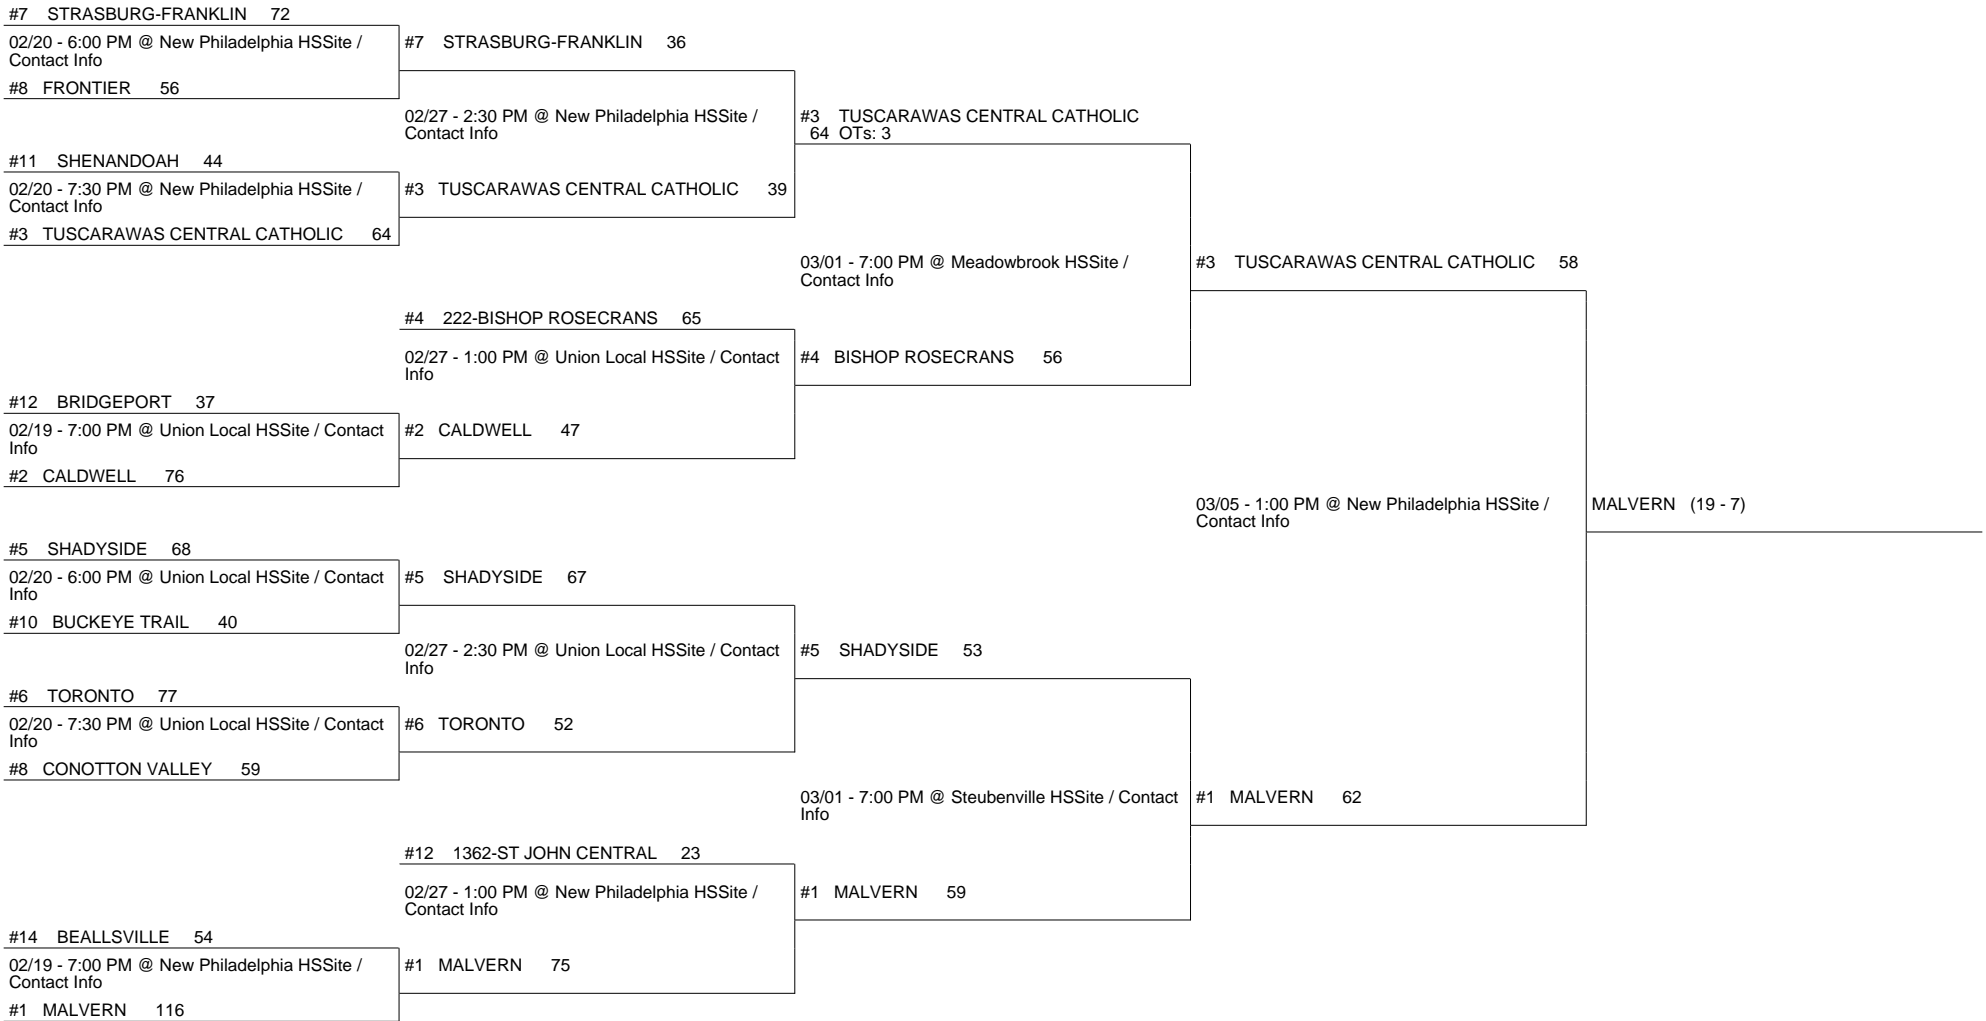 #7 STRASBURG-FRANKLIN 72
02/20 - 6:00 PM @ New Philadelphia HSSite /
Contact Info
#8 FRONTIER 56
#11 SHENANDOAH 44
02/20 - 7:30 PM @ New Philadelphia HSSite /
Contact Info
#3 TUSCARAWAS CENTRAL CATHOLIC 64
#12 BRIDGEPORT 37
02/19 - 7:00 PM @ Union Local HSSite / Contact
Info
#2 CALDWELL 76
#5 SHADYSIDE 68
02/20 - 6:00 PM @ Union Local HSSite / Contact
Info
#10 BUCKEYE TRAIL 40
#6 TORONTO 77
02/20 - 7:30 PM @ Union Local HSSite / Contact
Info
#8 CONOTTON VALLEY 59
#14 BEALLSVILLE 54
02/19 - 7:00 PM @ New Philadelphia HSSite /
Contact Info
#1 MALVERN 116
#7 STRASBURG-FRANKLIN 36
02/27 - 2:30 PM @ New Philadelphia HSSite /
Contact Info
#3 TUSCARAWAS CENTRAL CATHOLIC 39
#4 222-BISHOP ROSECRANS 65
02/27 - 1:00 PM @ Union Local HSSite / Contact
Info
#2 CALDWELL 47
#5 SHADYSIDE 67
02/27 - 2:30 PM @ Union Local HSSite / Contact
Info
#6 TORONTO 52
#12 1362-ST JOHN CENTRAL 23
02/27 - 1:00 PM @ New Philadelphia HSSite /
Contact Info
#1 MALVERN 75
#3 TUSCARAWAS CENTRAL CATHOLIC
64 OTs: 3
03/01 - 7:00 PM @ Meadowbrook HSSite /
Contact Info
#4 BISHOP ROSECRANS 56
#5 SHADYSIDE 53
03/01 - 7:00 PM @ Steubenville HSSite / Contact
Info
#1 MALVERN 59
#3 TUSCARAWAS CENTRAL CATHOLIC 58
03/05 - 1:00 PM @ New Philadelphia HSSite /
Contact Info
#1 MALVERN 62
MALVERN (19 - 7)